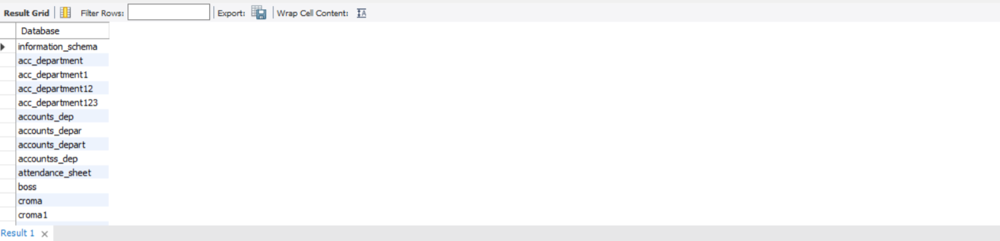 Result Grid Filter Rows: Export: Wrap Cell Content:
Database
information_schema
acc_department
acc_department1
acc_department12
acc_department123
accounts_dep
accounts_depar
accounts_depart
accountss_dep
attendance_sheet
boss
croma
croma1
Result 1